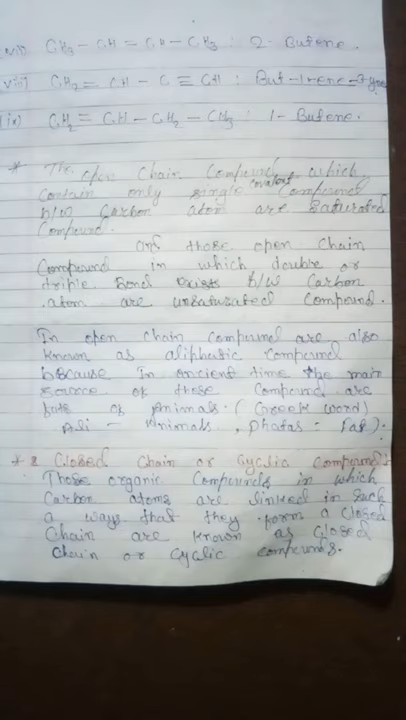 vii) CH3 - CH = CH - CH3 : 2-Butene.
viii) CH2 = CH - C ≡ CH : But-1-ene-3-yne
(ix) CH2 = CH - CH2 - CH3 : 1-Butene.
* The open Chain Compound which
Contain only single covalent Compound
b/w Carbon atom are Saturated
Compound.
and those open Chain
Compound in which double or
triple Bond exists b/w Carbon
atom are unsaturated Compound.
In open chain Compound are also
known as aliphatic Compound
because in ancient time the main
source of these Compound are
fats of Animals. (Greek word)
Ali - Animals, Phatas = Fat).
* 2 Closed Chain or Cyclic Compound :-
Those organic Compounds in which
Carbon atoms are linked in such
a ways that they form a closed
Chain are known as Closed
Chain or Cyclic compounds.